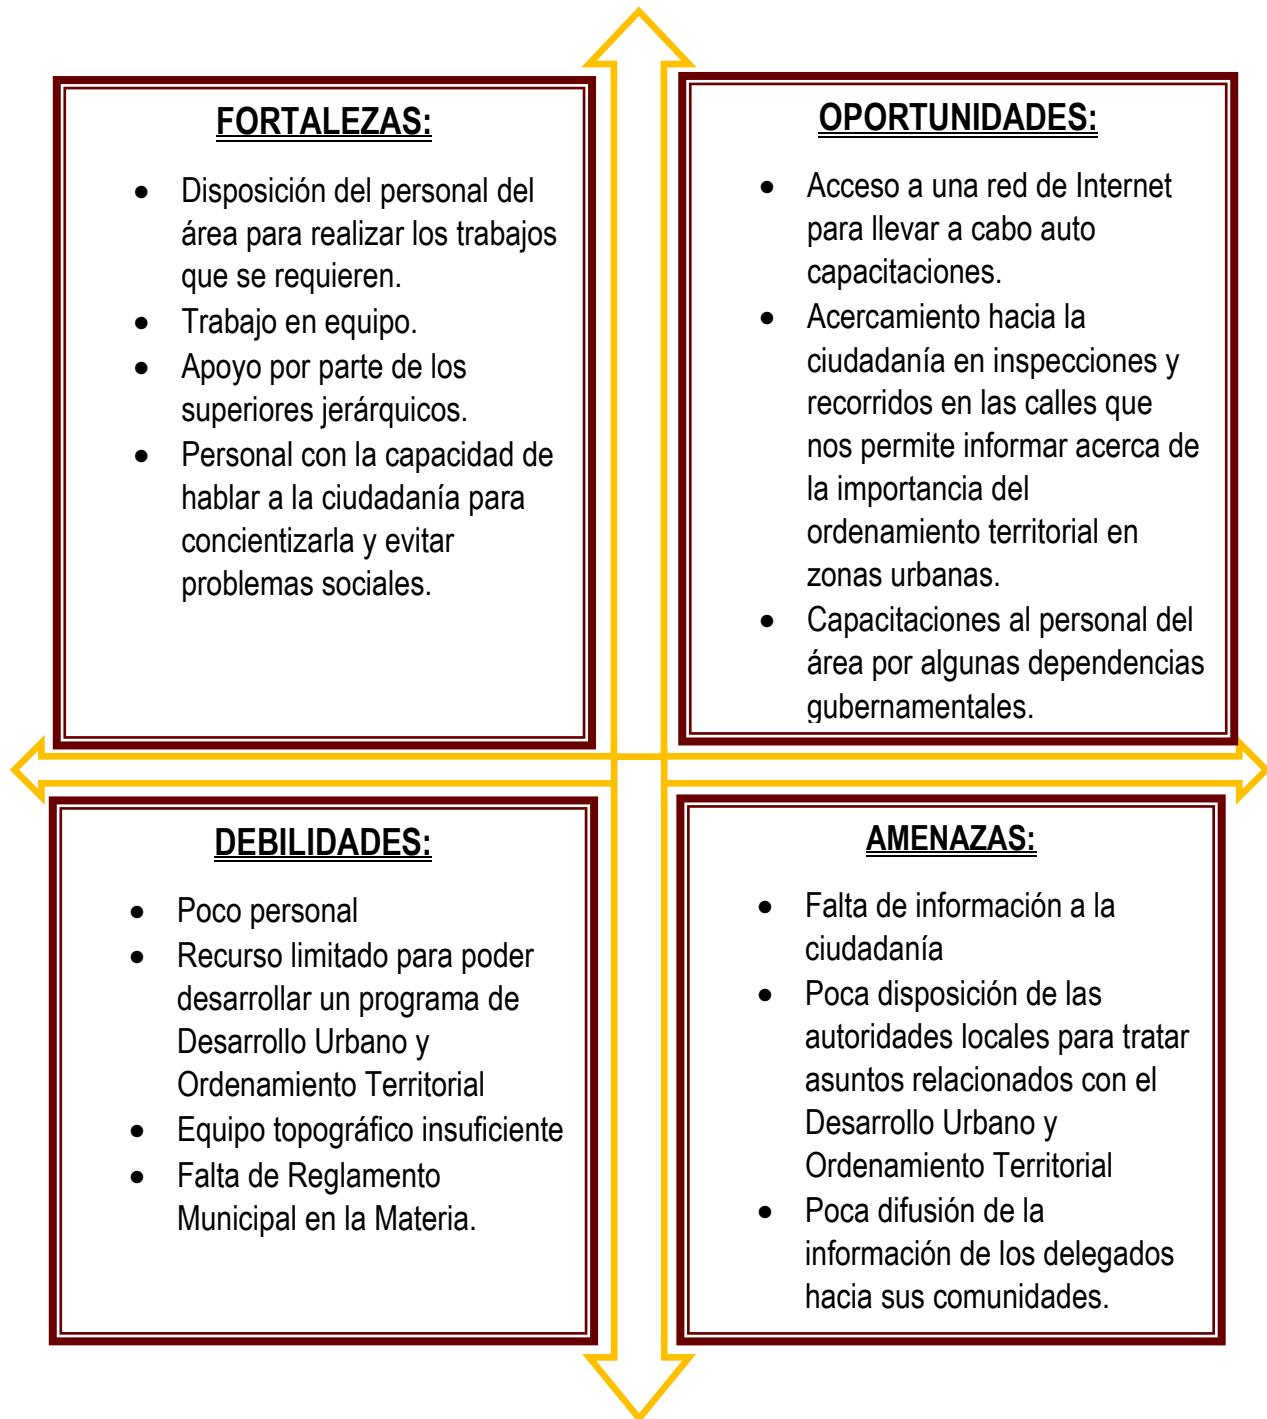 FORTALEZAS:
● Disposición del personal del
área para realizar los trabajos
que se requieren.
● Trabajo en equipo.
● Apoyo por parte de los
superiores jerárquicos.
● Personal con la capacidad de
hablar a la ciudadanía para
concientizarla y evitar
problemas sociales.
OPORTUNIDADES:
● Acceso a una red de Internet
para llevar a cabo auto
capacitaciones.
● Acercamiento hacia la
ciudadanía en inspecciones y
recorridos en las calles que
nos permite informar acerca de
la importancia del
ordenamiento territorial en
zonas urbanas.
● Capacitaciones al personal del
área por algunas dependencias
gubernamentales.
DEBILIDADES:
● Poco personal
● Recurso limitado para poder
desarrollar un programa de
Desarrollo Urbano y
Ordenamiento Territorial
● Equipo topográfico insuficiente
● Falta de Reglamento
Municipal en la Materia.
AMENAZAS:
● Falta de información a la
ciudadanía
● Poca disposición de las
autoridades locales para tratar
asuntos relacionados con el
Desarrollo Urbano y
Ordenamiento Territorial
● Poca difusión de la
información de los delegados
hacia sus comunidades.